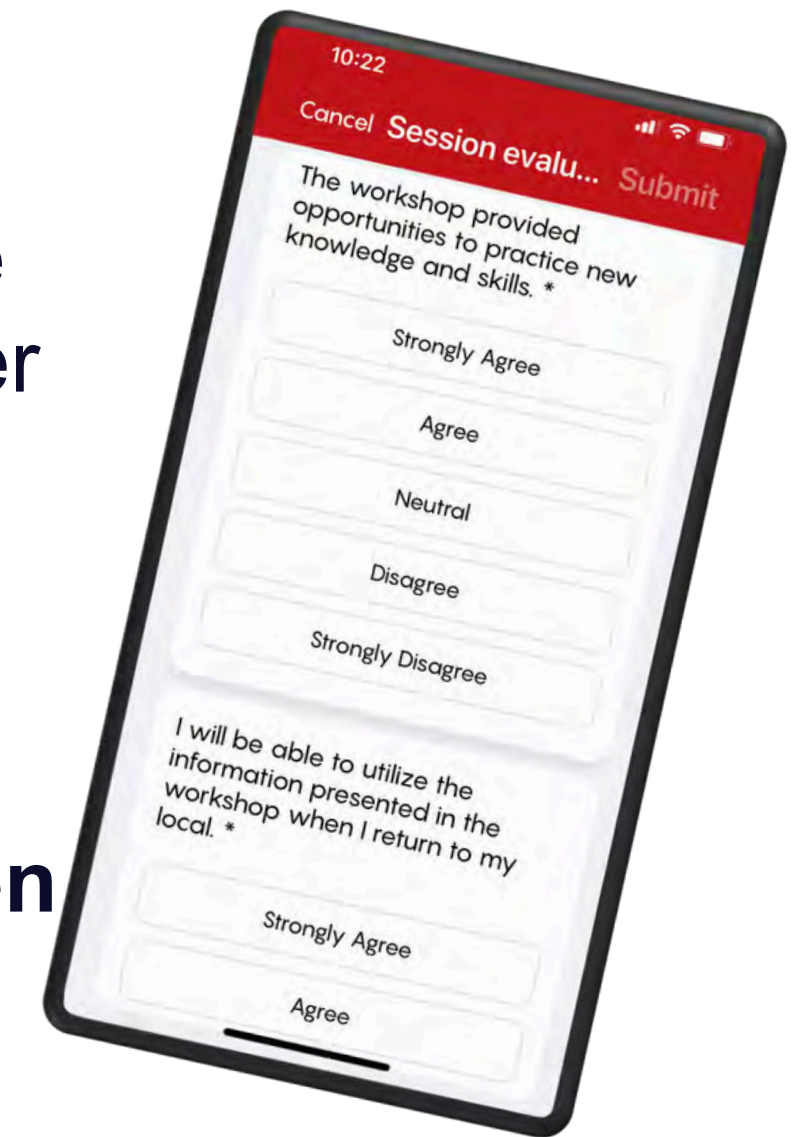 e
er
en
10:22
Cancel Session evalu... Submit
The workshop provided
opportunities to practice new
knowledge and skills. *
Strongly Agree
Agree
Neutral
Disagree
Strongly Disagree
I will be able to utilize the
information presented in the
workshop when I return to my
local. *
Strongly Agree
Agree